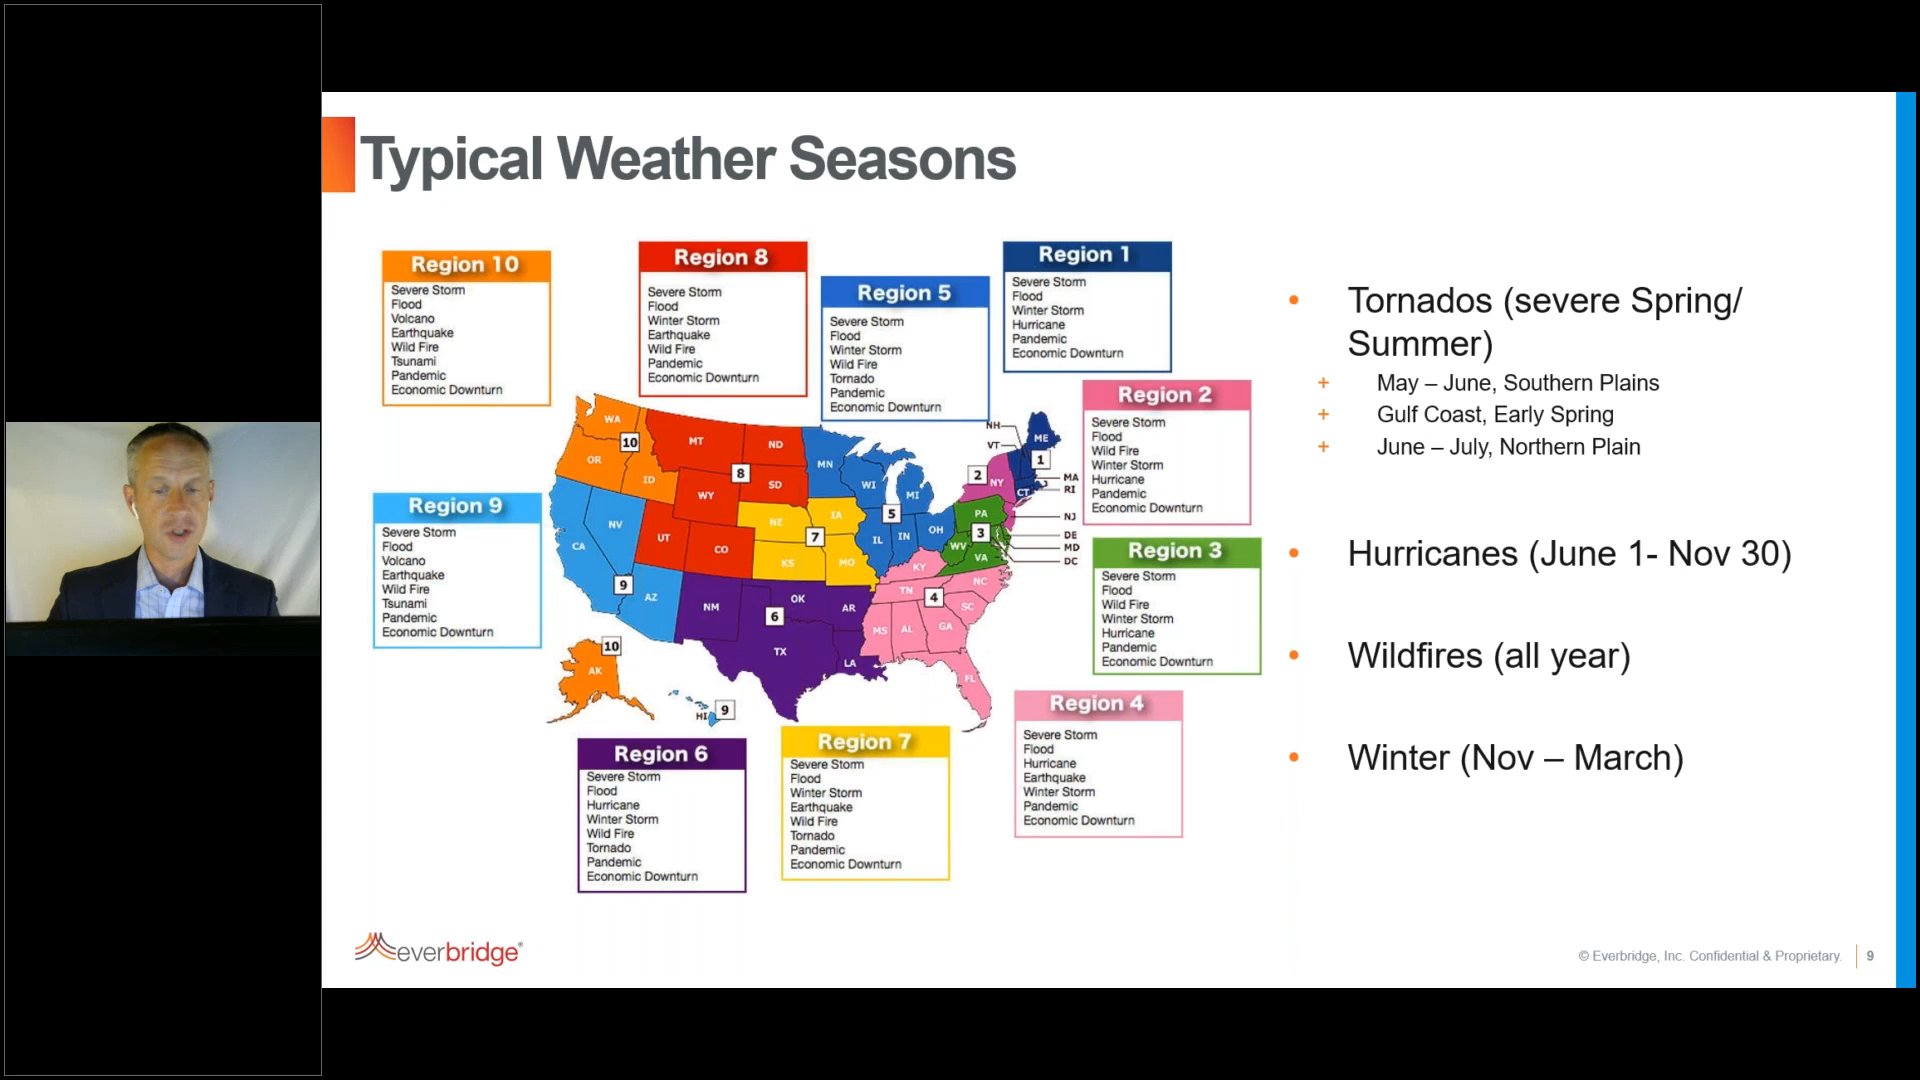 Typical Weather Seasons
Region 10
Severe Storm
Flood
Volcano
Earthquake
Wild Fire
Tsunami
Pandemic
Economic Downturn
Region 8
Severe Storm
Flood
Winter Storm
Earthquake
Wild Fire
Pandemic
Economic Downturn
Region 5
Severe Storm
Flood
Winter Storm
Wild Fire
Tornado
Pandemic
Economic Downturn
Region 1
Severe Storm
Flood
Winter Storm
Hurricane
Pandemic
Economic Downturn
Region 2
Severe Storm
Flood
Wild Fire
Winter Storm
Hurricane
Pandemic
Economic Downturn
Region 9
Severe Storm
Flood
Volcano
Earthquake
Wild Fire
Tsunami
Pandemic
Economic Downturn
Region 3
Severe Storm
Flood
Wild Fire
Winter Storm
Hurricane
Pandemic
Economic Downturn
Region 4
Severe Storm
Flood
Hurricane
Earthquake
Winter Storm
Pandemic
Economic Downturn
Region 6
Severe Storm
Flood
Hurricane
Winter Storm
Wild Fire
Tornado
Pandemic
Economic Downturn
Region 7
Severe Storm
Flood
Winter Storm
Earthquake
Wild Fire
Tornado
Pandemic
Economic Downturn
WA
10
OR
ID
MT
ND
8
SD
WY
UT
CO
MN
WI
MI
5
IL
IN
OH
NE
IA
7
KS
MO
NV
CA
9
AZ
NM
OK
6
AR
TX
LA
KY
TN
4
NC
SC
MS
AL
GA
FL
PA
3
WV
VA
2
NY
NH
VT
ME
1
CT
MA
RI
NJ
DE
MD
DC
10
AK
HI
9
• Tornados (severe Spring/
Summer)
+ May – June, Southern Plains
+ Gulf Coast, Early Spring
+ June – July, Northern Plain
• Hurricanes (June 1- Nov 30)
• Wildfires (all year)
• Winter (Nov – March)
everbridge®
© Everbridge, Inc. Confidential & Proprietary.
9